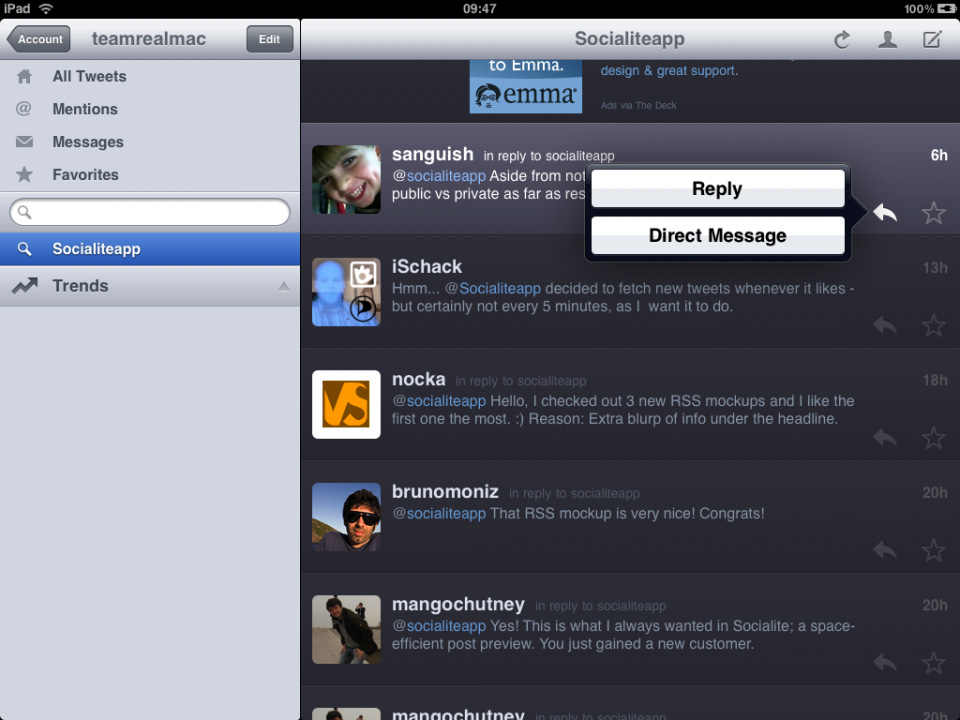 iPad
09:47
100%
Account
teamrealmac
Edit
Socialiteapp
All Tweets
@ Mentions
Messages
Favorites
Socialiteapp
Trends
to Emma.
emma
design & great support.
Ads via The Deck
sanguish in reply to socialiteapp
6h
@socialiteapp Aside from
public vs private as far as
Reply
Direct Message
iSchack
13h
Hmm... @Socialiteapp decided to fetch new tweets whenever it likes -
but certainly not every 5 minutes, as I want it to do.
VS
nocka in reply to socialiteapp
18h
@socialiteapp Hello, I checked out 3 new RSS mockups and I like the
first one the most. :) Reason: Extra blurp of info under the headline.
brunomoniz in reply to socialiteapp
20h
@socialiteapp That RSS mockup is very nice! Congrats!
mangochutney in reply to socialiteapp
20h
@socialiteapp Yes! This is what I always wanted in Socialite; a space-
efficient post preview. You just gained a new customer.
mangochutney in reply to socialiteapp
20h